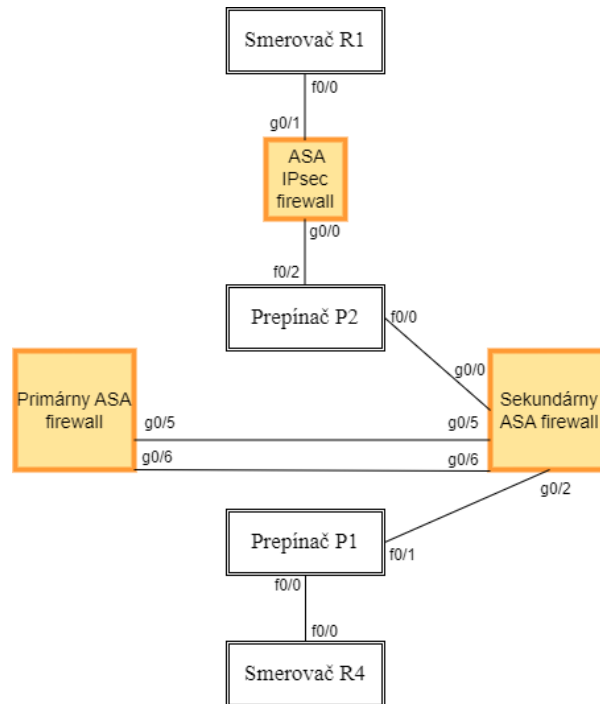 Smerovač R1
f0/0
g0/1
ASA
IPsec
firewall
g0/0
f0/2
Prepínač P2
f0/0
g0/0
Primárny ASA
firewall
g0/5
g0/5
Sekundárny
ASA firewall
g0/6
g0/6
g0/2
Prepínač P1
f0/1
f0/0
f0/0
Smerovač R4